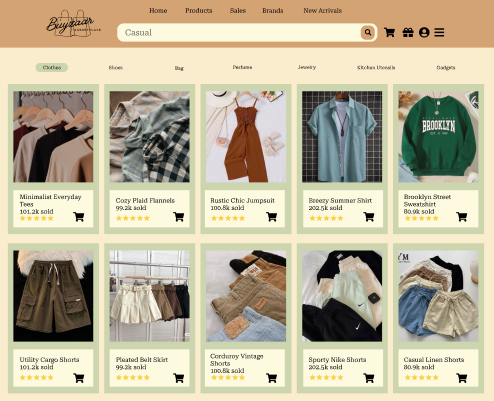 Home Products Sales Brands New Arrivals
Buyzaar
MARKETPLACE
Casual
Clothes Shoes Bag Perfume Jewelry Kitchen Utensils Gadgets
BROOKLYN
Minimalist Everyday
Tees
101.2k sold
Cozy Plaid Flannels
99.2k sold
Rustic Chic Jumpsuit
100.8k sold
Breezy Summer Shirt
202.5k sold
Brooklyn Street
Sweatshirt
80.9k sold
Utility Cargo Shorts
101.2k sold
Pleated Belt Skirt
99.2k sold
Corduroy Vintage
Shorts
100.8k sold
Sporty Nike Shorts
202.5k sold
Casual Linen Shorts
80.9k sold